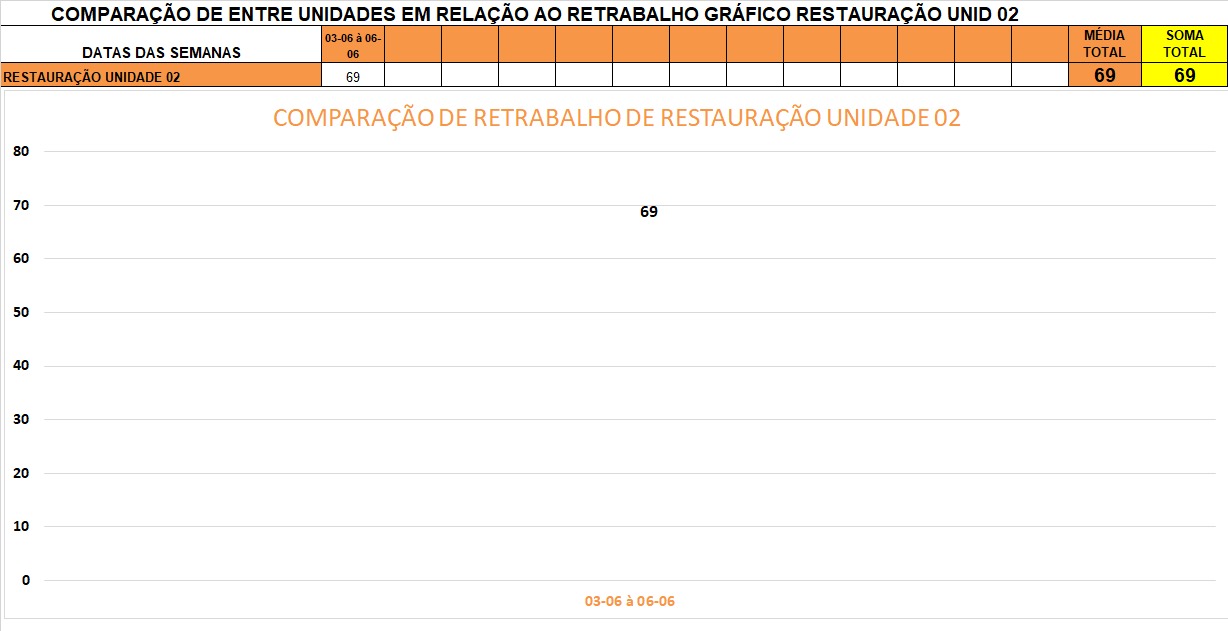 COMPARAÇÃO DE ENTRE UNIDADES EM RELAÇÃO AO RETRABALHO GRÁFICO RESTAURAÇÃO UNID 02
DATAS DAS SEMANAS
03-06 à 06-
06
MÉDIA
TOTAL
SOMA
TOTAL
RESTAURAÇÃO UNIDADE 02
69
69
69
COMPARAÇÃO DE RETRABALHO DE RESTAURAÇÃO UNIDADE 02
80
70
69
60
50
40
30
20
10
0
03-06 à 06-06